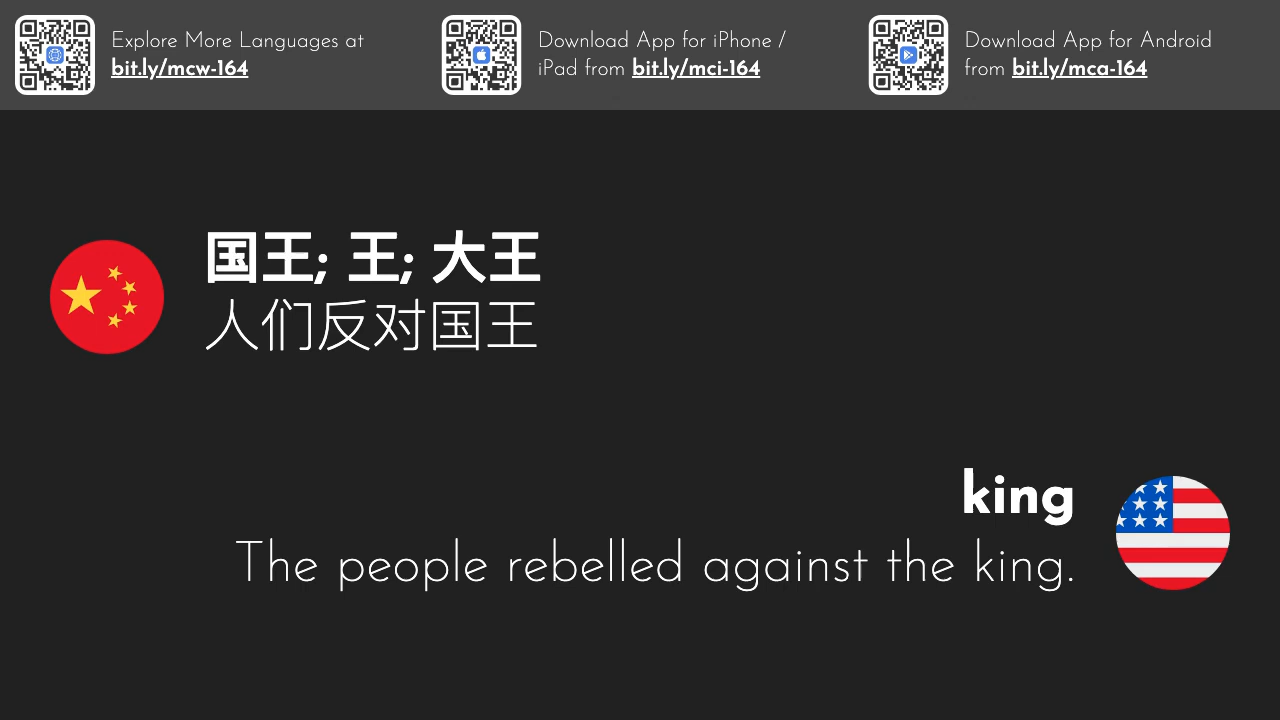 Explore More Languages at
bit.ly/mcw-164
Download App for iPhone /
iPad from bit.ly/mci-164
Download App for Android
from bit.ly/mca-164
国王; 王; 大王
人们反对国王
king
The people rebelled against the king.